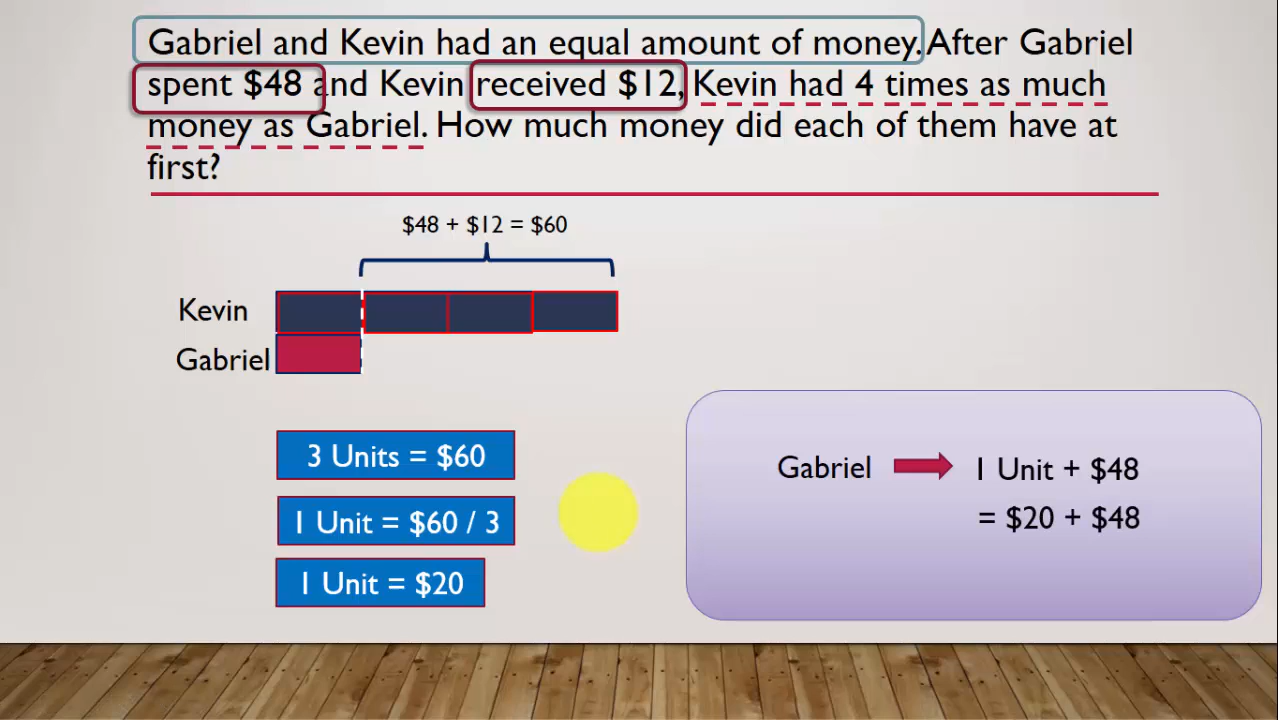 Gabriel and Kevin had an equal amount of money. After Gabriel
spent $48 and Kevin received $12, Kevin had 4 times as much
money as Gabriel. How much money did each of them have at
first?
$48 + $12 = $60
Kevin
Gabriel
3 Units = $60
1 Unit = $60 / 3
1 Unit = $20
Gabriel 1 Unit + $48
= $20 + $48